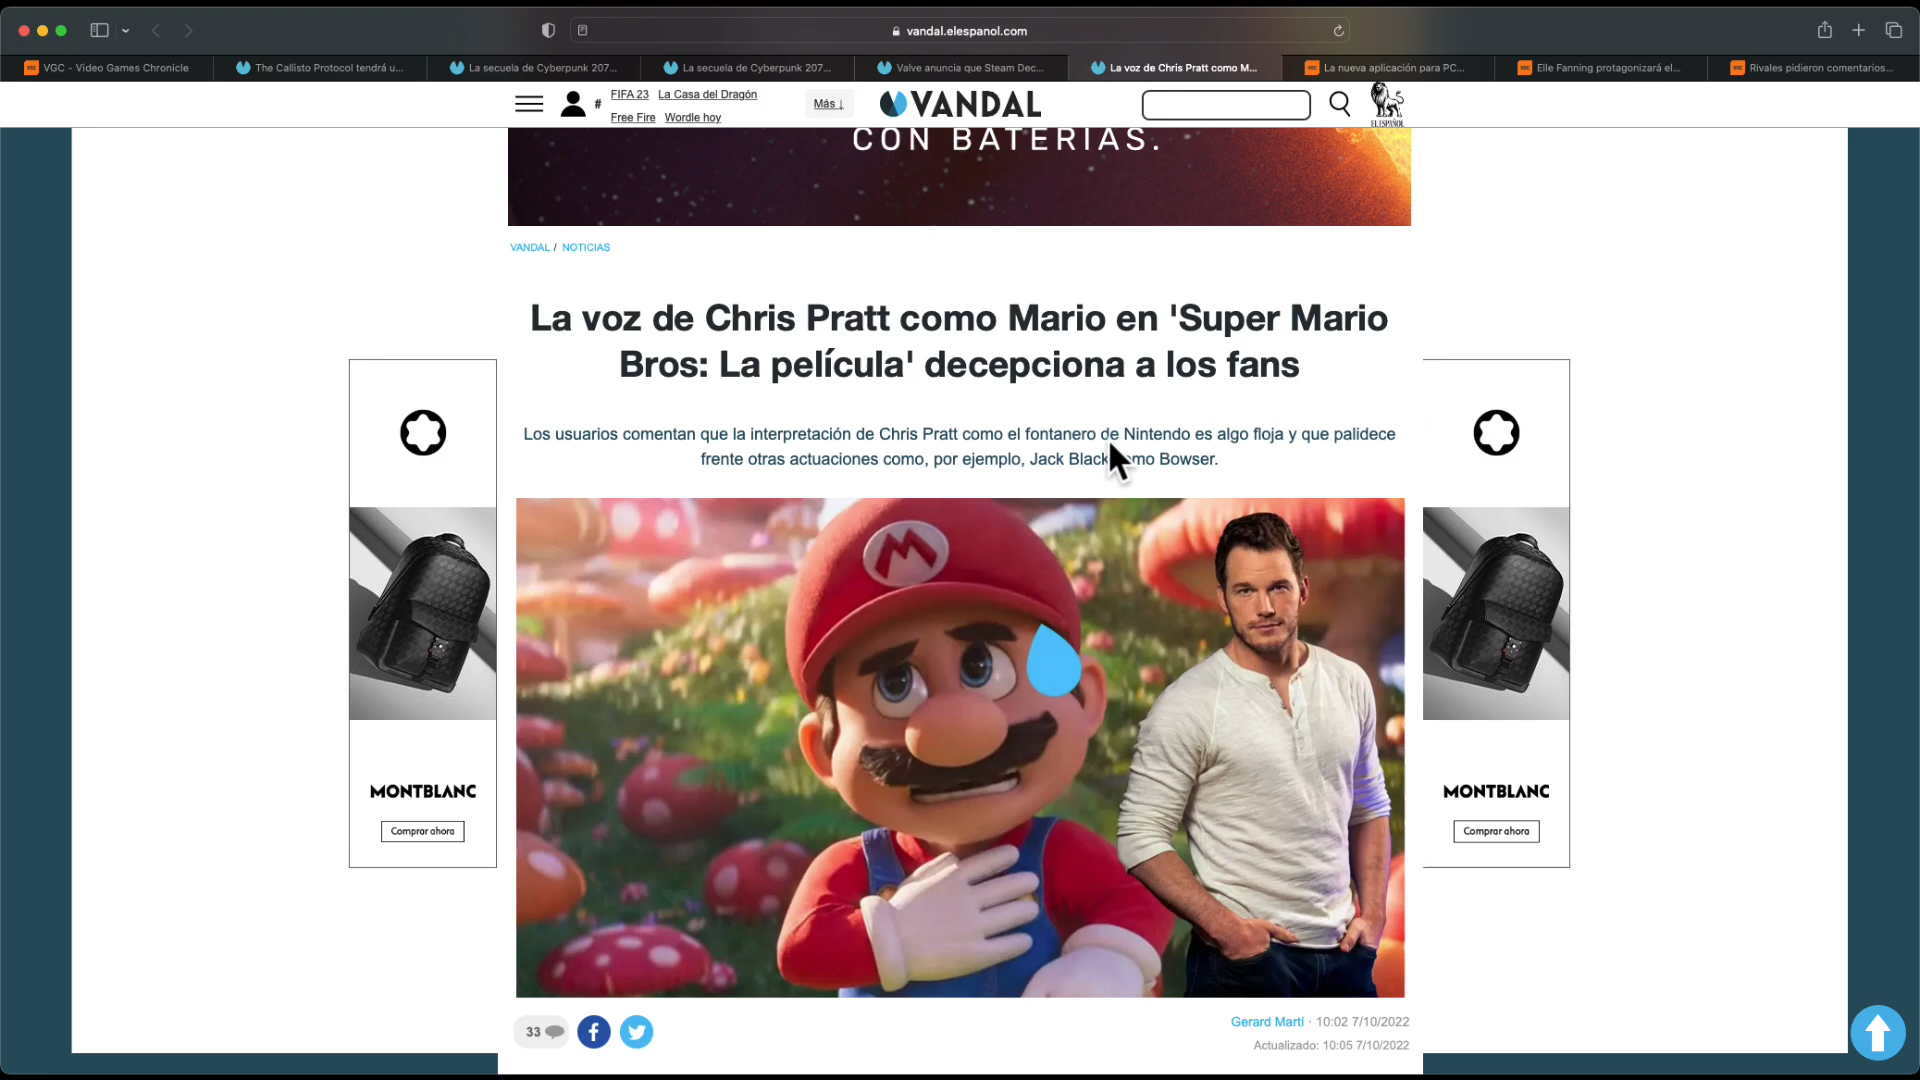 vandal.elespanol.com
VGC - Video Games Chronicle
The Callisto Protocol tendrá u...
La secuela de Cyberpunk 207...
La secuela de Cyberpunk 207...
Valve anuncia que Steam Dec...
La voz de Chris Pratt como M...
La nueva aplicación para PC...
Elle Fanning protagonizará el...
Rivales pidieron comentarios...
# FIFA 23 La Casa del Dragón
Free Fire Wordle hoy
Más ↓
VANDAL
EL ESPAÑOL
CON BATERÍAS.
VANDAL / NOTICIAS
La voz de Chris Pratt como Mario en 'Super Mario
Bros: La película' decepciona a los fans
Los usuarios comentan que la interpretación de Chris Pratt como el fontanero de Nintendo es algo floja y que palidece
frente otras actuaciones como, por ejemplo, Jack Black mo Bowser.
M
MONTBLANC
Comprar ahora
MONTBLANC
Comprar ahora
33
Gerard Martí · 10:02 7/10/2022
Actualizado: 10:05 7/10/2022